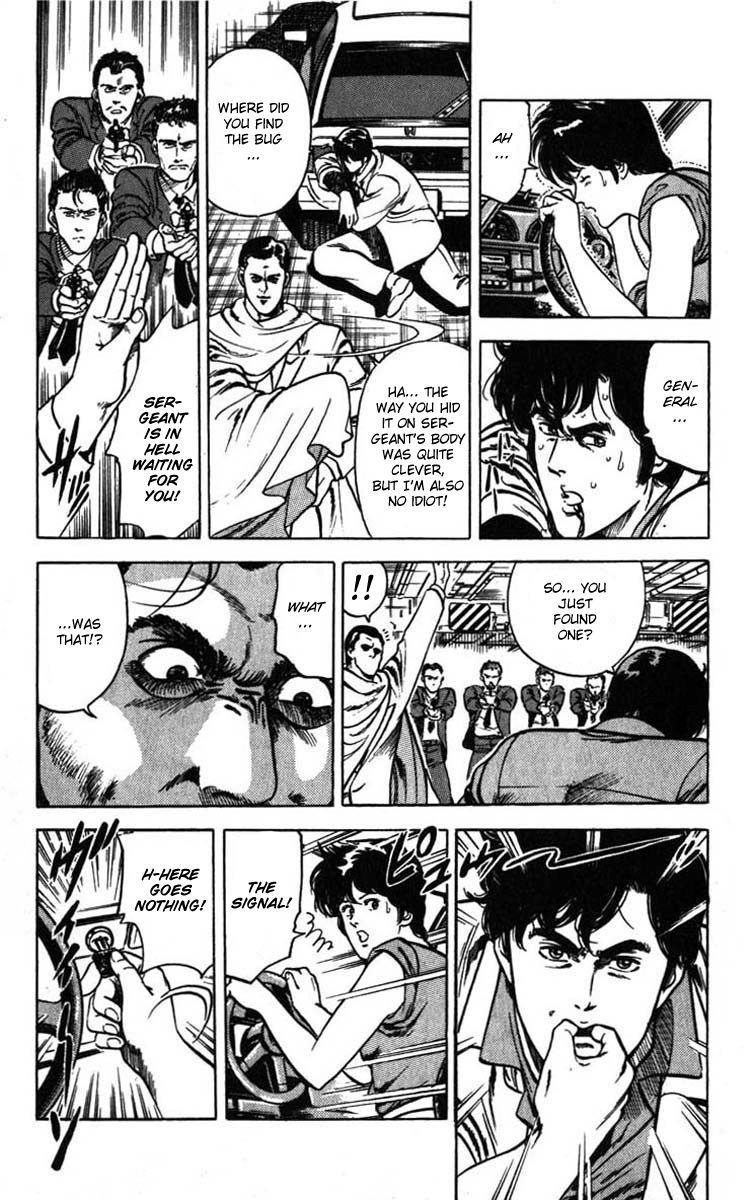 AH
...
GEN-
ERAL
...
WHERE DID
YOU FIND
THE BUG
...
HA... THE
WAY YOU HID
IT ON SER-
GEANT'S BODY
WAS QUITE
CLEVER,
BUT I'M ALSO
NO IDIOT!
SER-
GEANT
IS IN
HELL
WAITING
FOR
YOU!
SO... YOU
JUST
FOUND
ONE?
!!
WHAT
...
...WAS
THAT!?
THE
SIGNAL!
H-HERE
GOES
NOTHING!